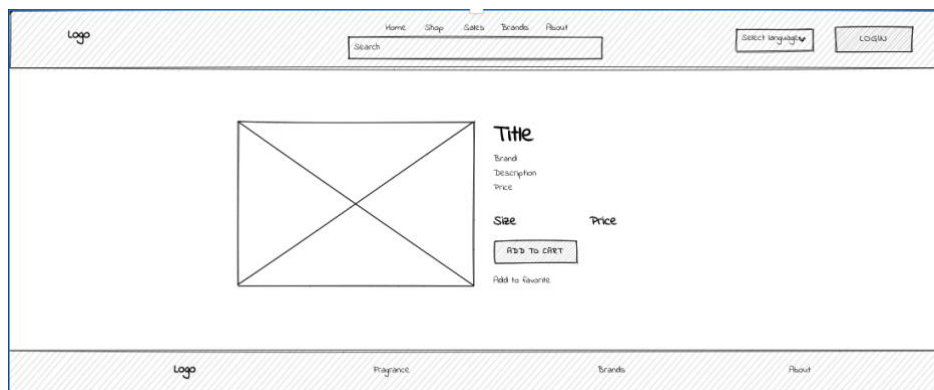 Logo
Home Shop Sales Brands About
Search
Select language
LOGIN
Title
Brand
Description
Price
Size Price
ADD TO CART
Add to favorite
Logo Fragrance Brands About